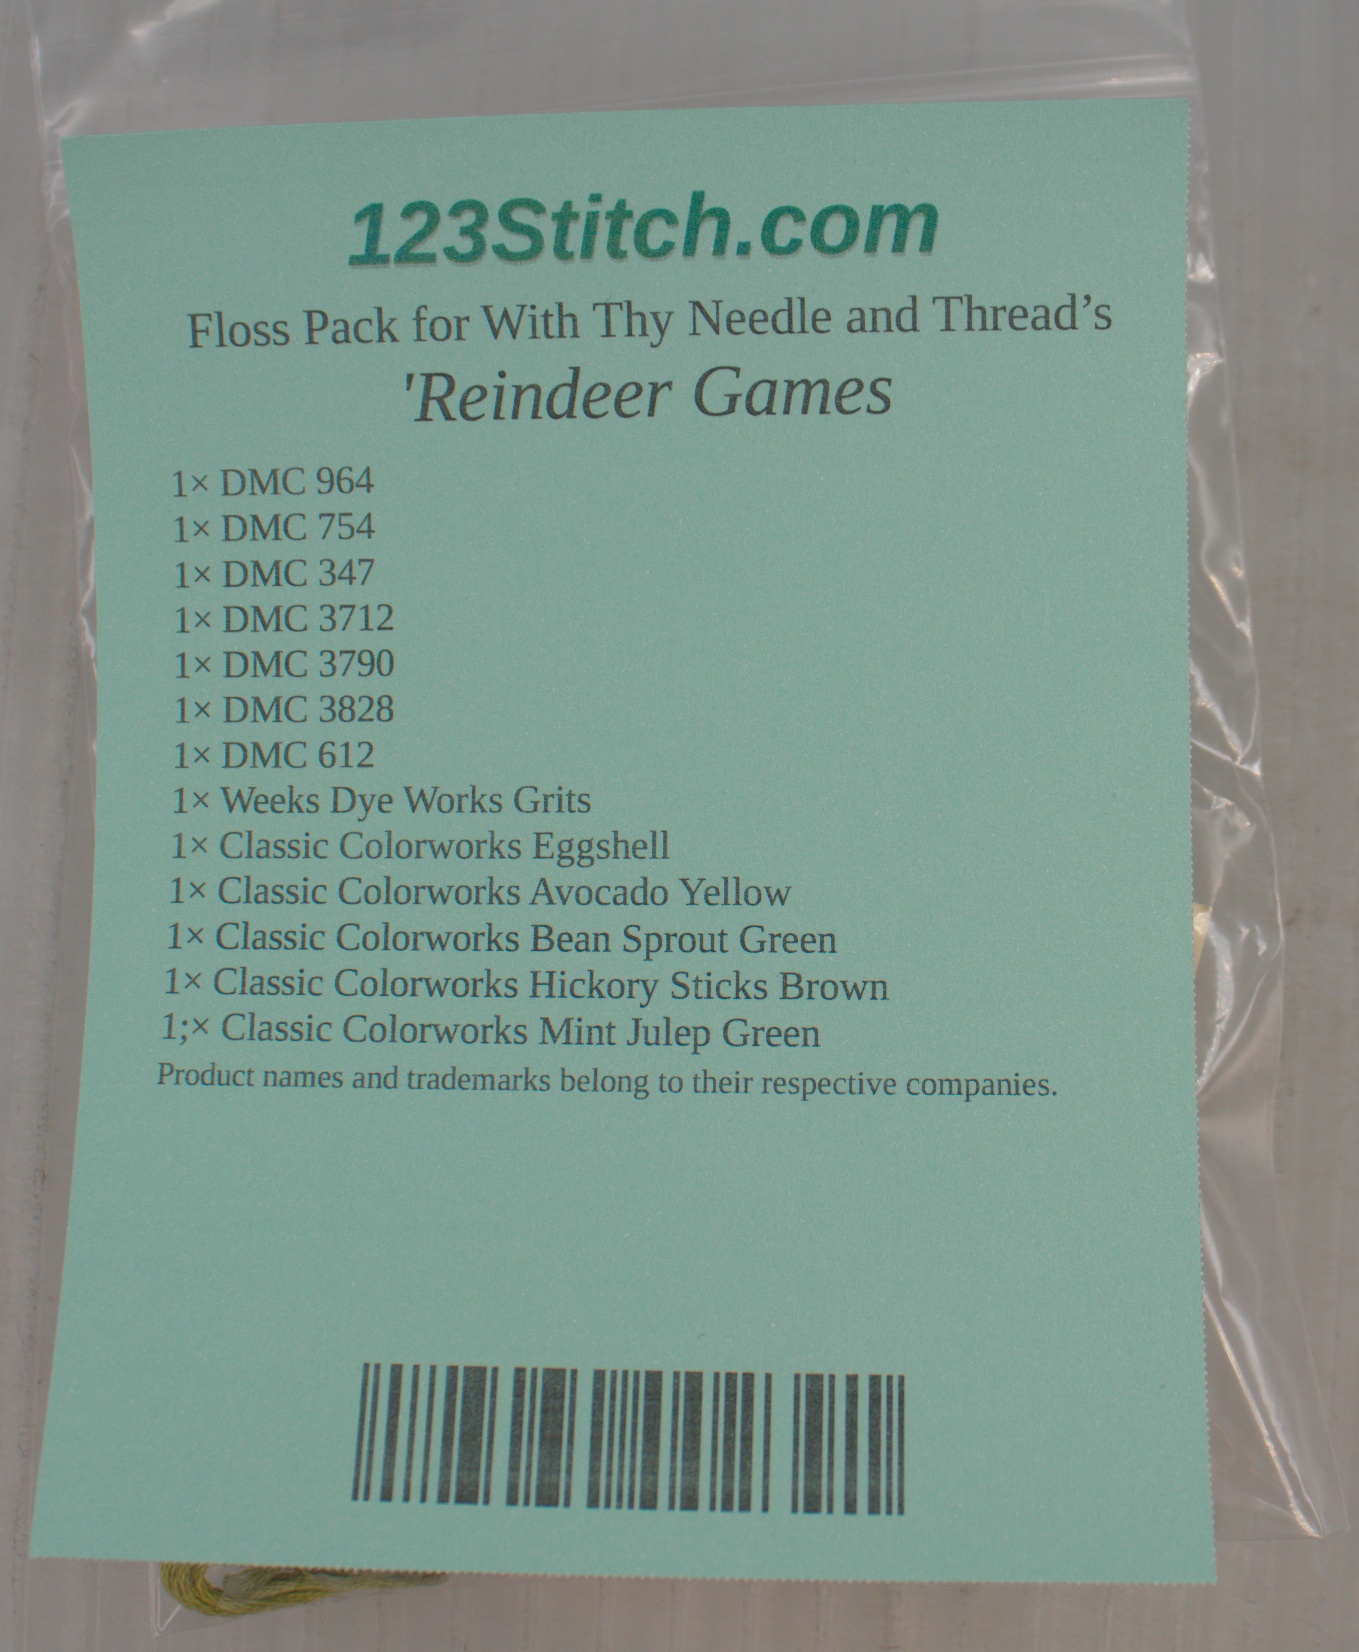 123Stitch.com
Floss Pack for With Thy Needle and Thread’s
'Reindeer Games
1× DMC 964
1× DMC 754
1× DMC 347
1× DMC 3712
1× DMC 3790
1× DMC 3828
1× DMC 612
1× Weeks Dye Works Grits
1× Classic Colorworks Eggshell
1× Classic Colorworks Avocado Yellow
1× Classic Colorworks Bean Sprout Green
1× Classic Colorworks Hickory Sticks Brown
1;× Classic Colorworks Mint Julep Green
Product names and trademarks belong to their respective companies.